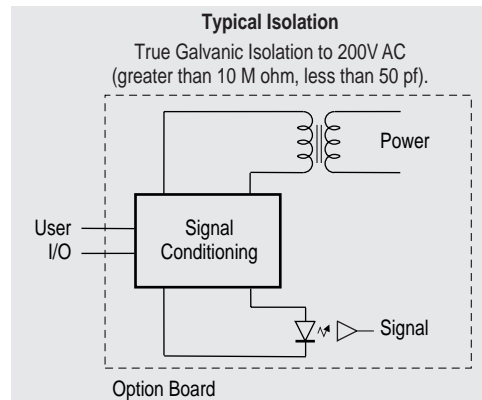 Typical Isolation
True Galvanic Isolation to 200V AC
(greater than 10 M ohm, less than 50 pf).
Power
User
I/O
Signal
Conditioning
Signal
Option Board